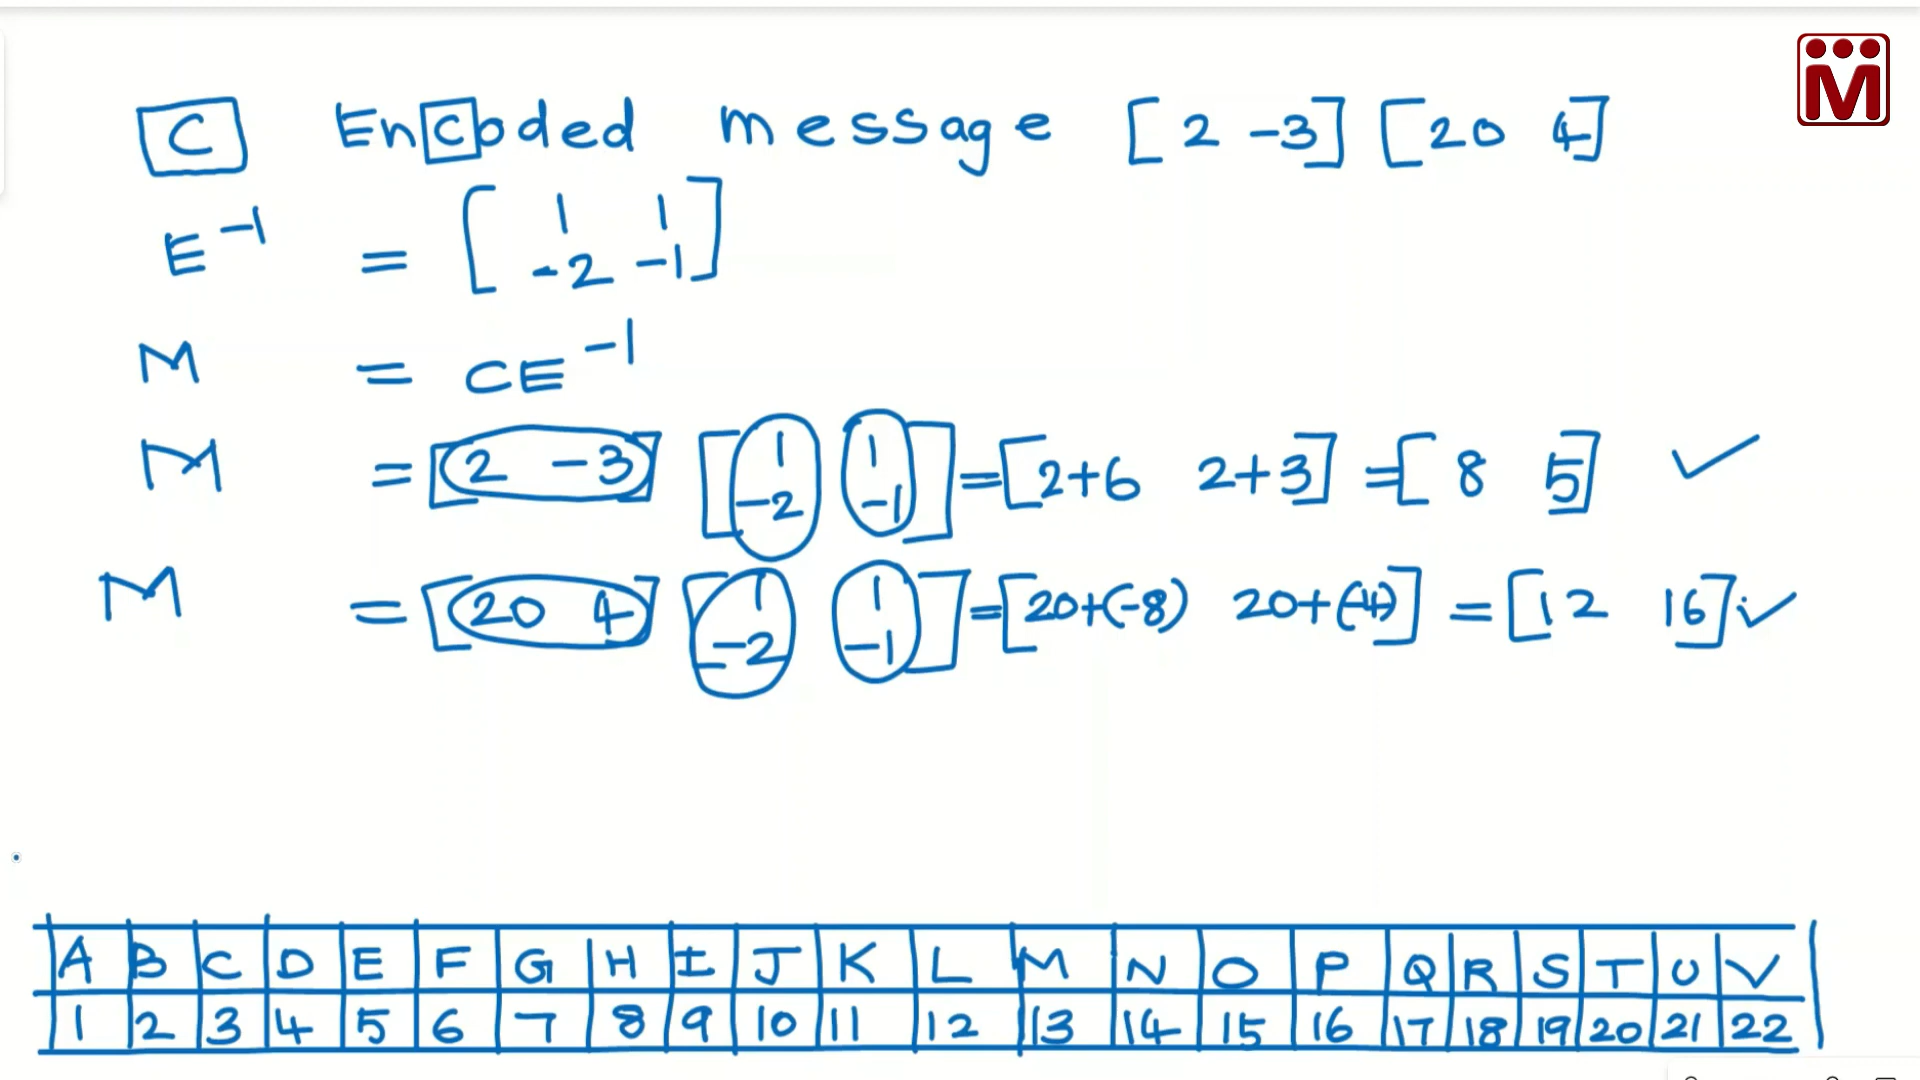 C Encoded message [2 -3] [20 4]
E⁻¹ = [1 1
-2 -1]
M = CE⁻¹
M = [2 -3] [1 1
-2 -1] = [2+6 2+3] = [8 5] ✓
M = [20 4] [1 1
-2 -1] = [20+(-8) 20+(-4)] = [12 16] ✓
A B C D E F G H I J K L M N O P Q R S T U V
1 2 3 4 5 6 7 8 9 10 11 12 13 14 15 16 17 18 19 20 21 22
M